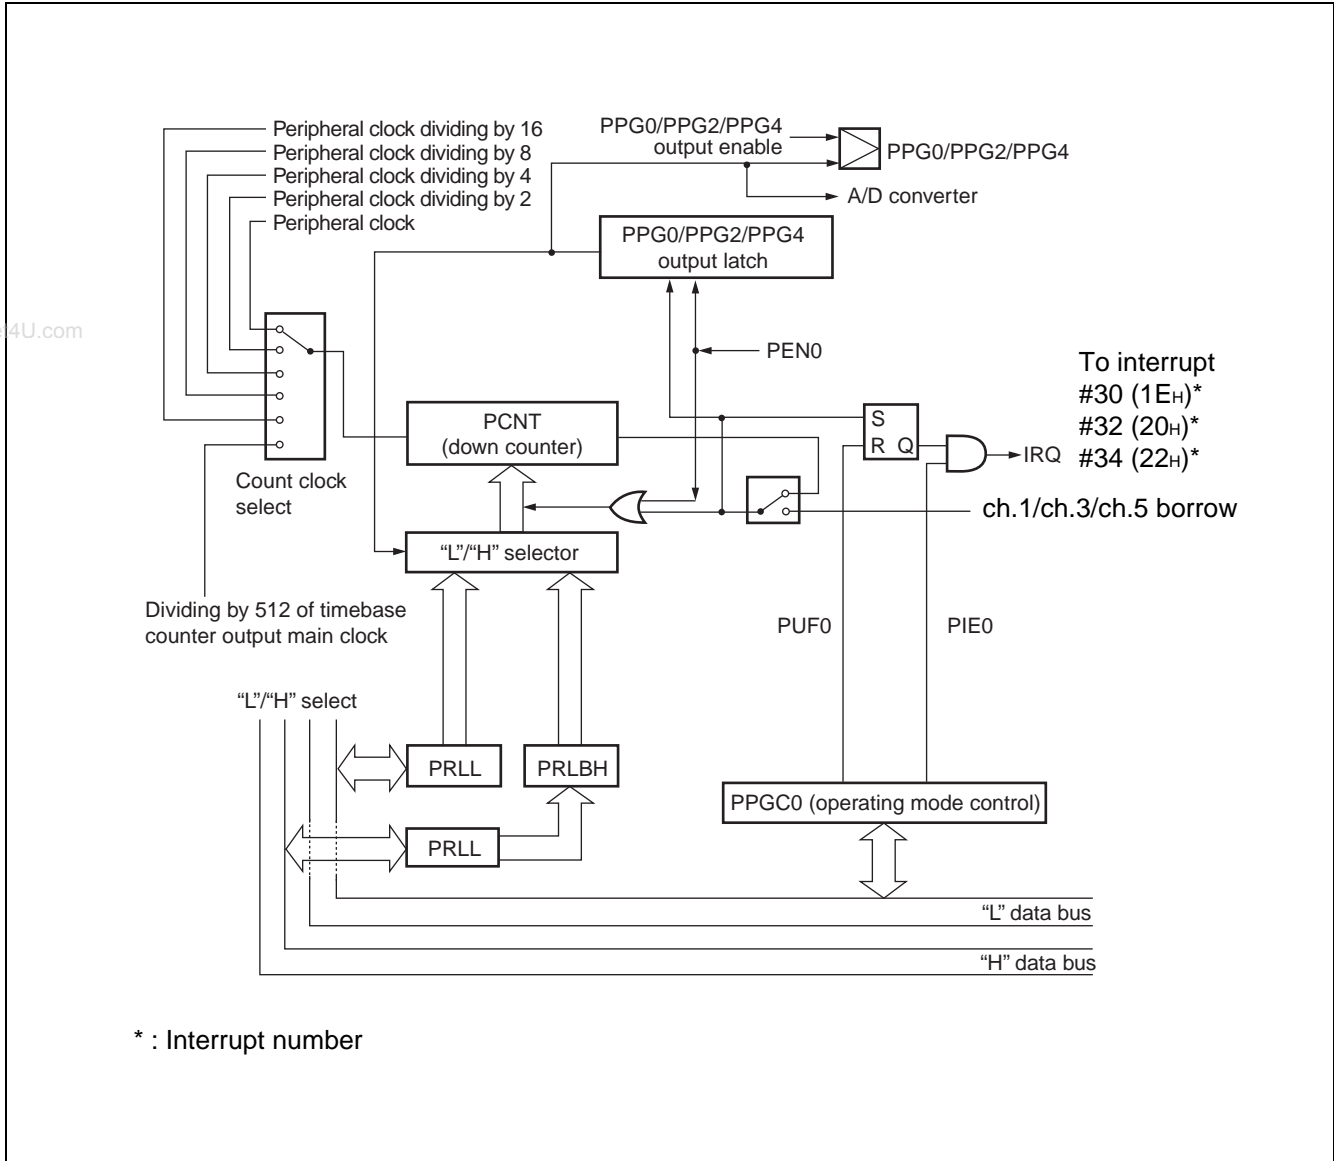 Peripheral clock dividing by 16
Peripheral clock dividing by 8
Peripheral clock dividing by 4
Peripheral clock dividing by 2
Peripheral clock
PPG0/PPG2/PPG4
output enable
PPG0/PPG2/PPG4
A/D converter
PPG0/PPG2/PPG4
output latch
4U.com
PEN0
To interrupt
#30 (1EH)*
#32 (20H)*
#34 (22H)*
PCNT
(down counter)
S
R Q
IRQ
Count clock
select
ch.1/ch.3/ch.5 borrow
“L”/“H” selector
Dividing by 512 of timebase
counter output main clock
PUF0
PIE0
“L”/“H” select
PRLL
PRLBH
PPGC0 (operating mode control)
PRLL
“L” data bus
“H” data bus
* : Interrupt number